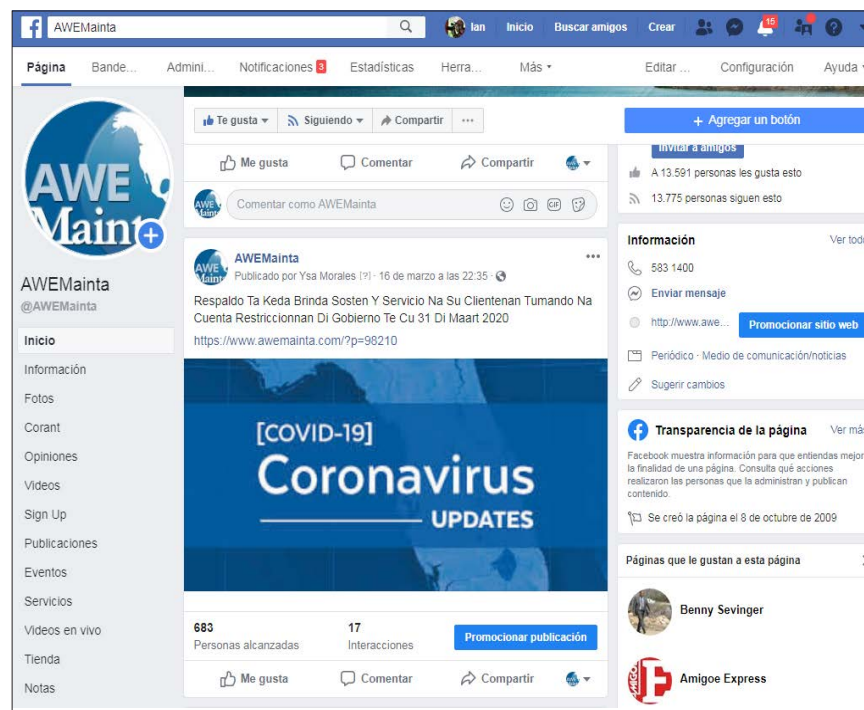 AWEMainta
Ian Inicio Buscar amigos Crear 15
Página Bande... Admini... Notificaciones 3 Estadísticas Herra... Más Editar ... Configuración Ayuda
AWE
Mainta
AWEMainta
@AWEMainta
Inicio
Información
Fotos
Corant
Opiniones
Videos
Sign Up
Publicaciones
Eventos
Servicios
Videos en vivo
Tienda
Notas
Te gusta Siguiendo Compartir ...
Me gusta Comentar Compartir
Comentar como AWEMainta GIF
AWEMainta
Publicado por Ysa Morales [?] · 16 de marzo a las 22:35 ·
Respaldo Ta Keda Brinda Sosten Y Servicio Na Su Clientenan Tumando Na
Cuenta Restriccionnan Di Gobierno Te Cu 31 Di Maart 2020
https://www.awemainta.com/?p=98210
[COVID-19]
Coronavirus
UPDATES
683
Personas alcanzadas
17
Interacciones
Promocionar publicación
Me gusta Comentar Compartir
+ Agregar un botón
Invitar a amigos
A 13.591 personas les gusta esto
13.775 personas siguen esto
Información Ver todo
583 1400
Enviar mensaje
http://www.awe... Promocionar sitio web
Periódico · Medio de comunicación/noticias
Sugerir cambios
Transparencia de la página Ver más
Facebook muestra información para que entiendas mejor
la finalidad de una página. Consulta qué acciones
realizaron las personas que la administran y publican
contenido.
Se creó la página el 8 de octubre de 2009
Páginas que le gustan a esta página
Benny Sevinger
Amigoe Express